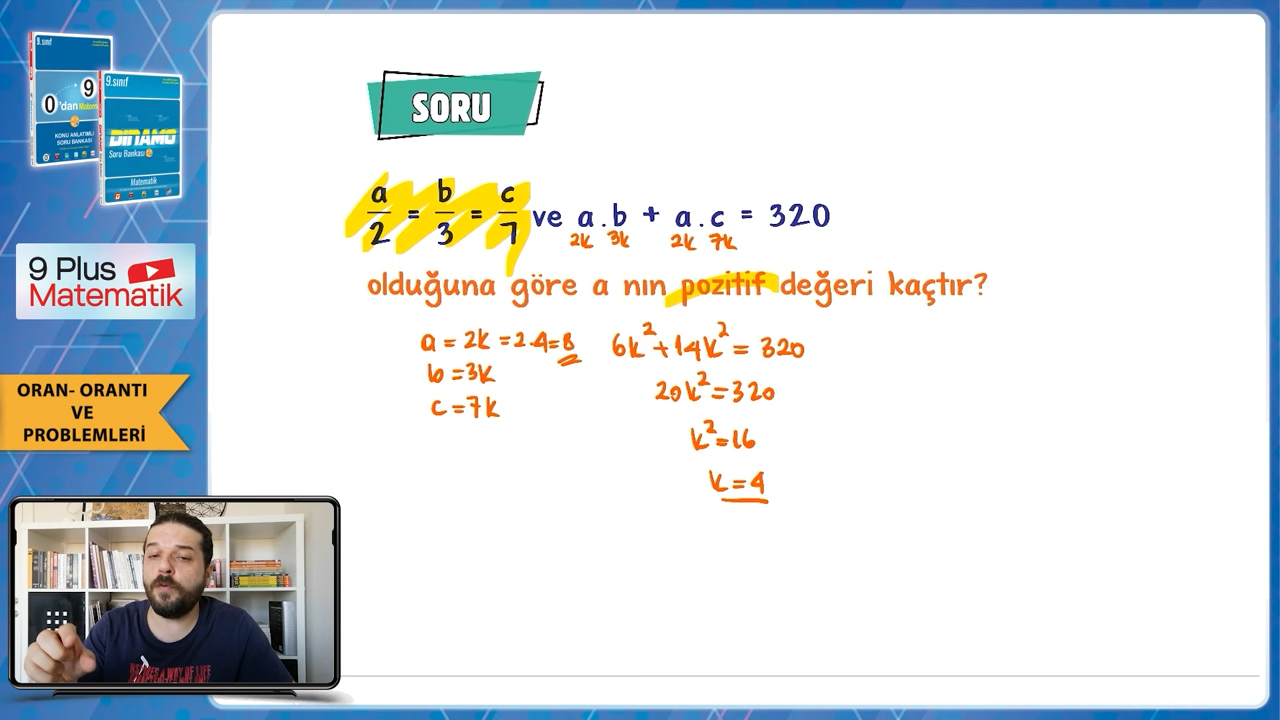 9.sınıf
0'dan 9
KONU ANLATIMLI
SORU BANKASI
9.sınıf
DINAMO
Soru Bankası
Matematik
9 Plus
Matematik
ORAN- ORANTI
VE
PROBLEMLERİ
SORU
a/2 = b/3 = c/7 ve a.b + a.c = 320
2k 3k 2k 7k
olduğuna göre a nın pozitif değeri kaçtır?
a = 2k = 2.4 = 8
b = 3k
c = 7k
6k² + 14k² = 320
20k² = 320
k² = 16
k = 4